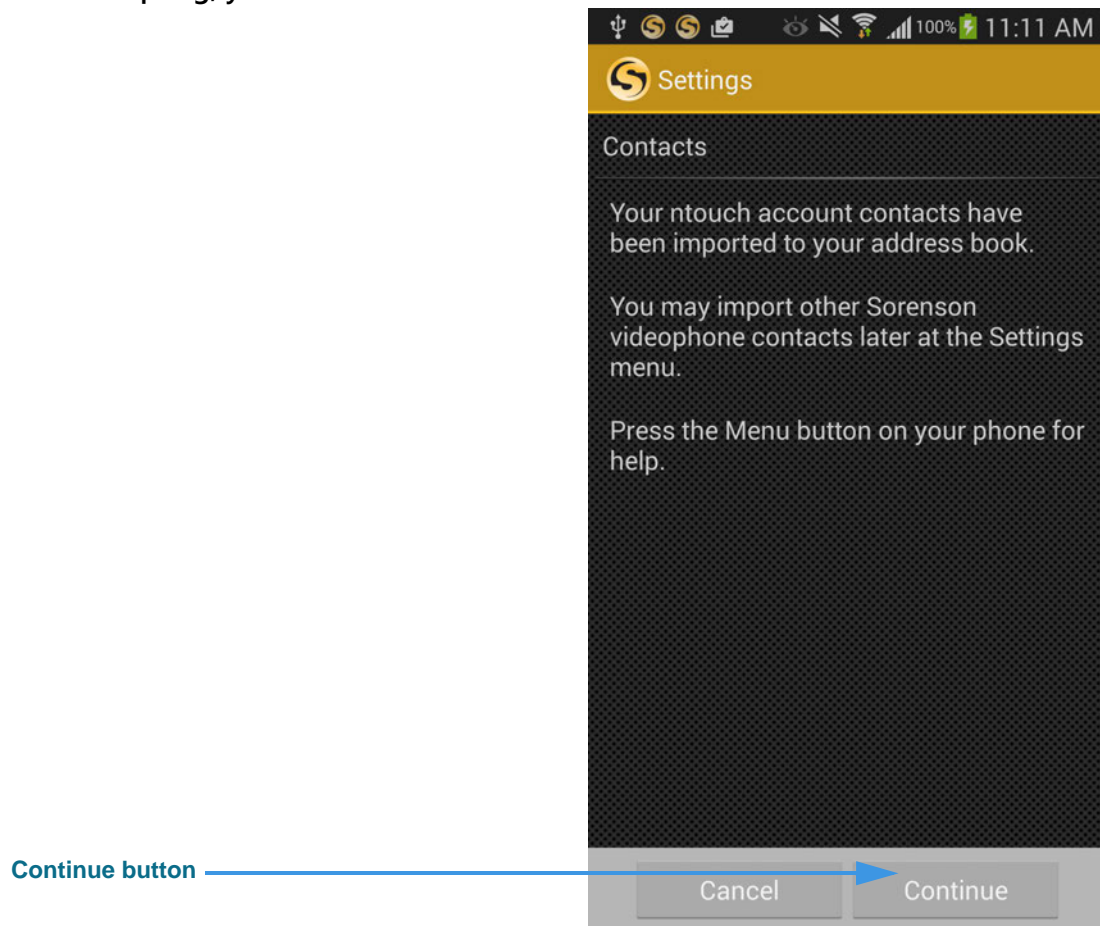 100% 11:11 AM
Settings
Contacts
Your ntouch account contacts have
been imported to your address book.
You may import other Sorenson
videophone contacts later at the Settings
menu.
Press the Menu button on your phone for
help.
Continue button
Cancel Continue